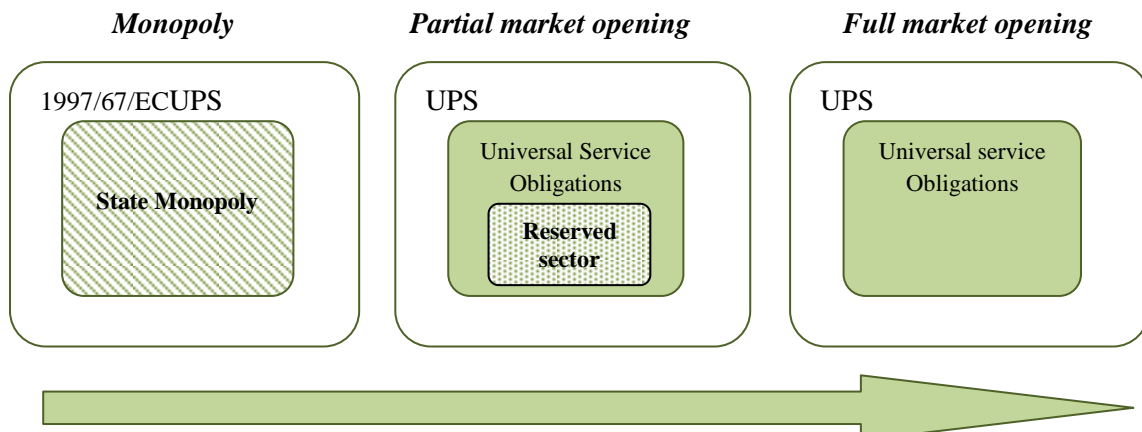 Monopoly
Partial market opening
Full market opening
1997/67/ECUPS
State Monopoly
UPS
Universal Service
Obligations
Reserved
sector
UPS
Universal service
Obligations